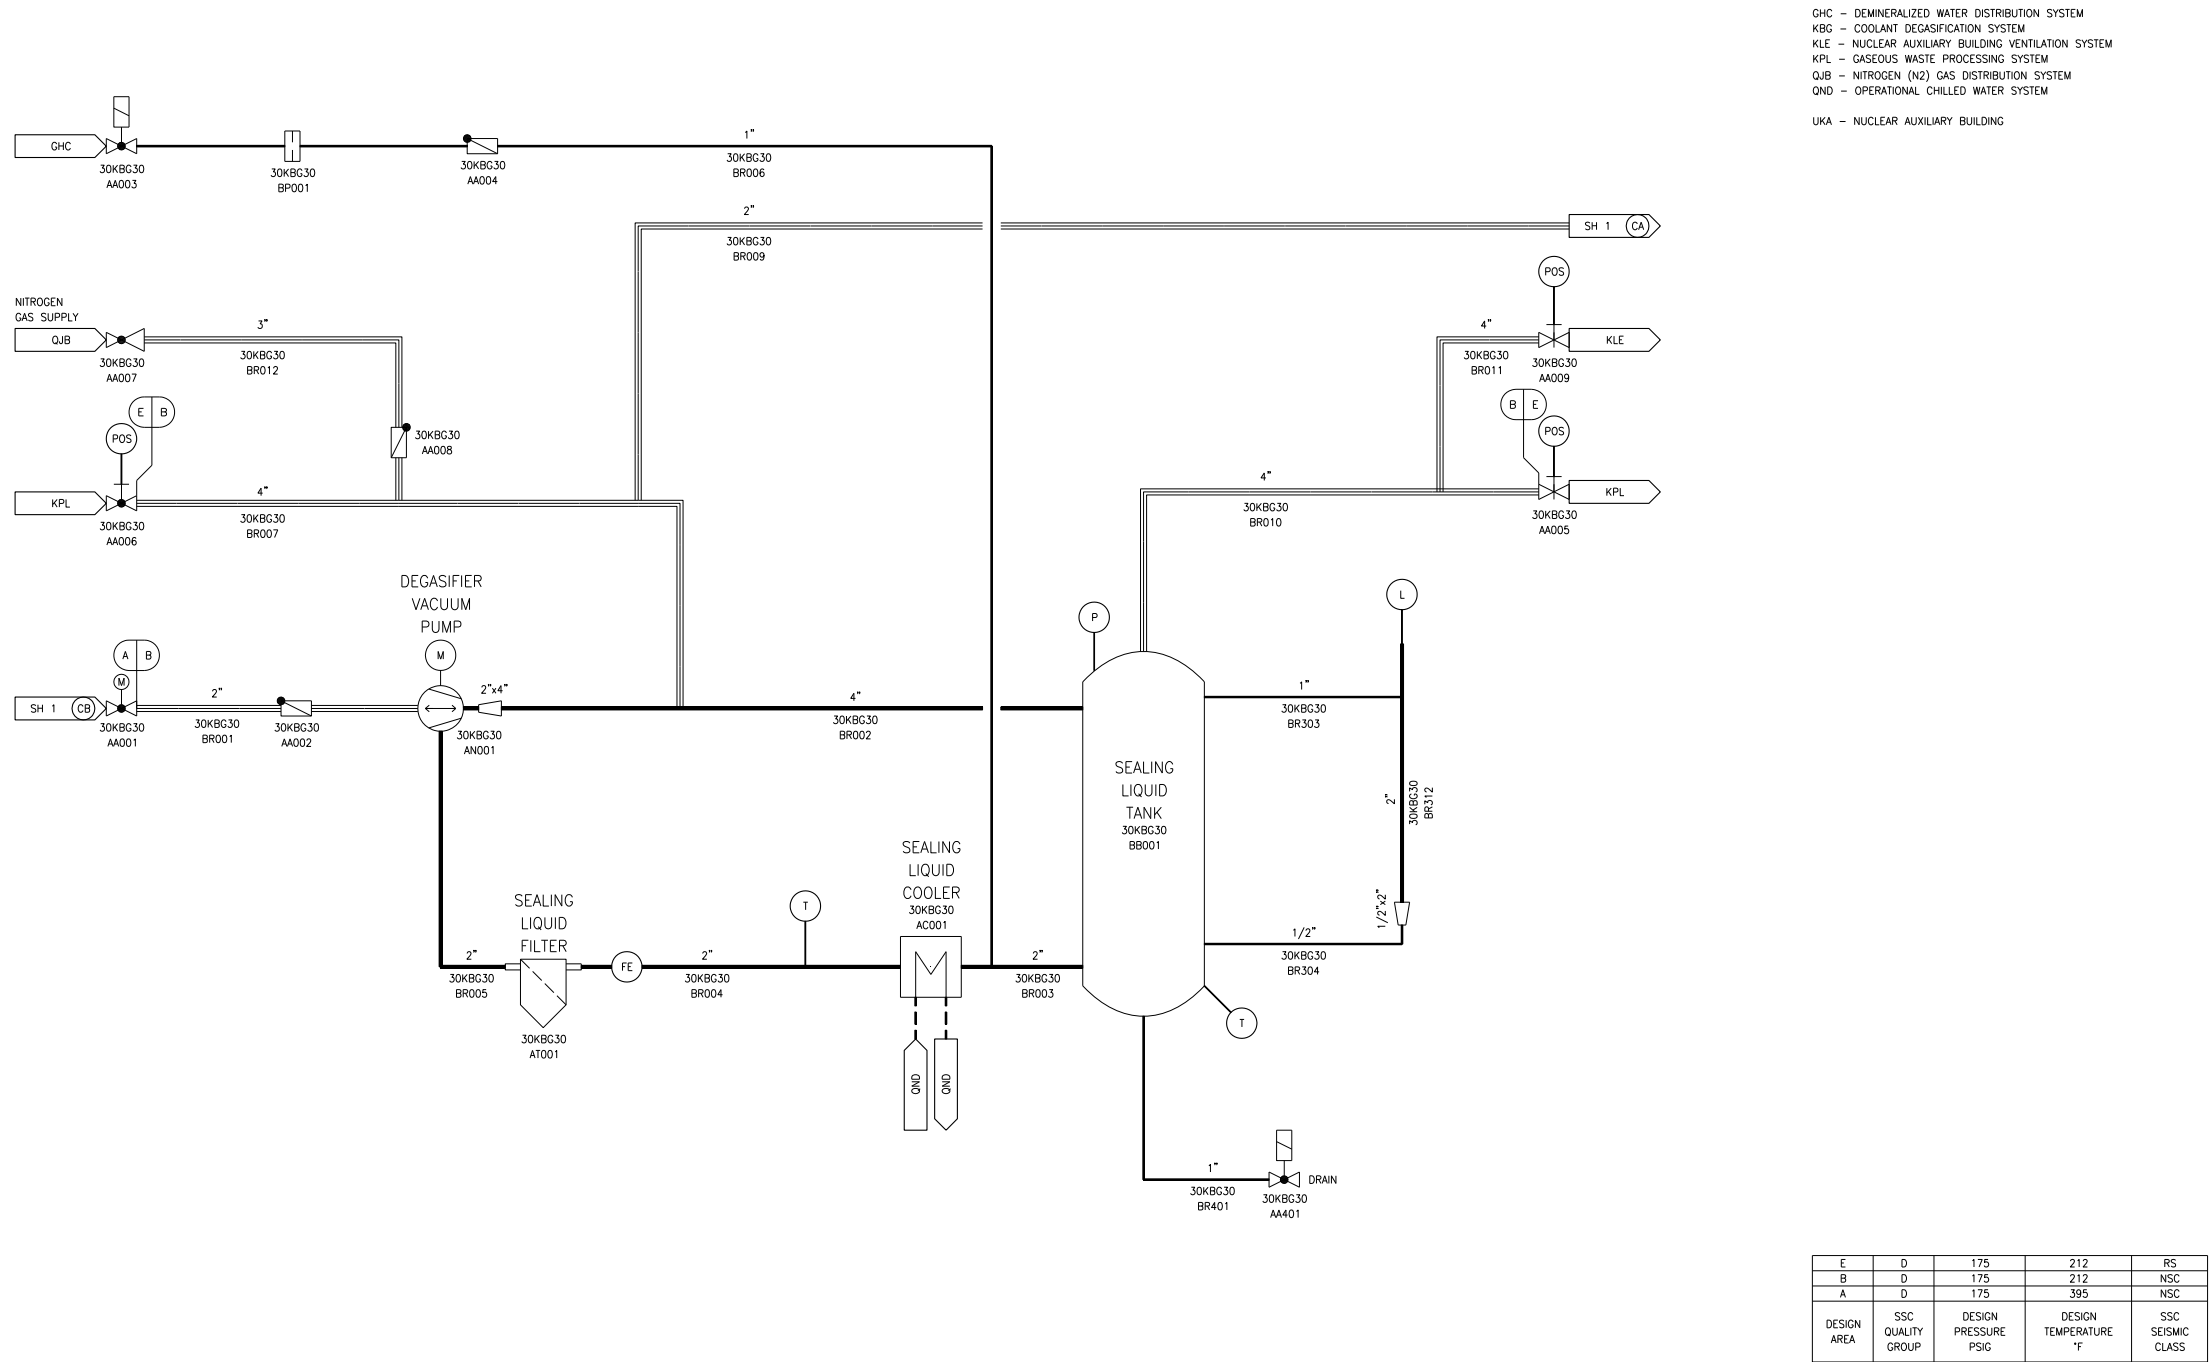 GHC – DEMINERALIZED WATER DISTRIBUTION SYSTEM
KBG – COOLANT DEGASIFICATION SYSTEM
KLE – NUCLEAR AUXILIARY BUILDING VENTILATION SYSTEM
KPL – GASEOUS WASTE PROCESSING SYSTEM
QJB – NITROGEN (N2) GAS DISTRIBUTION SYSTEM
QND – OPERATIONAL CHILLED WATER SYSTEM
UKA – NUCLEAR AUXILIARY BUILDING
GHC
30KBG30
AA003
30KBG30
BP001
30KBG30
AA004
1"
30KBG30
BR006
2"
30KBG30
BR009
SH 1 CA
NITROGEN
GAS SUPPLY
QJB
30KBG30
AA007
3"
30KBG30
BR012
30KBG30
AA008
E B
POS
KPL
30KBG30
AA006
4"
30KBG30
BR007
POS
4"
30KBG30
BR011
KLE
30KBG30
AA009
B E
POS
4"
30KBG30
BR010
KPL
30KBG30
AA005
DEGASIFIER
VACUUM
PUMP
M
A B
M
SH 1 CB
30KBG30
AA001
2"
30KBG30
BR001
30KBG30
AA002
30KBG30
AN001
2"x4"
4"
30KBG30
BR002
P
L
1"
30KBG30
BR303
SEALING
LIQUID
TANK
30KBG30
BB001
2"
30KBG30
BR312
1/2"x2"
1/2"
30KBG30
BR304
T
SEALING
LIQUID
FILTER
2"
30KBG30
BR005
30KBG30
AT001
FE
2"
30KBG30
BR004
T
SEALING
LIQUID
COOLER
30KBG30
AC001
2"
30KBG30
BR003
QND
QND
1"
30KBG30
BR401
30KBG30
AA401
DRAIN
E D 175 212 RS
B D 175 212 NSC
A D 175 395 NSC
DESIGN
AREA
SSC
QUALITY
GROUP
DESIGN
PRESSURE
PSIG
DESIGN
TEMPERATURE
°F
SSC
SEISMIC
CLASS